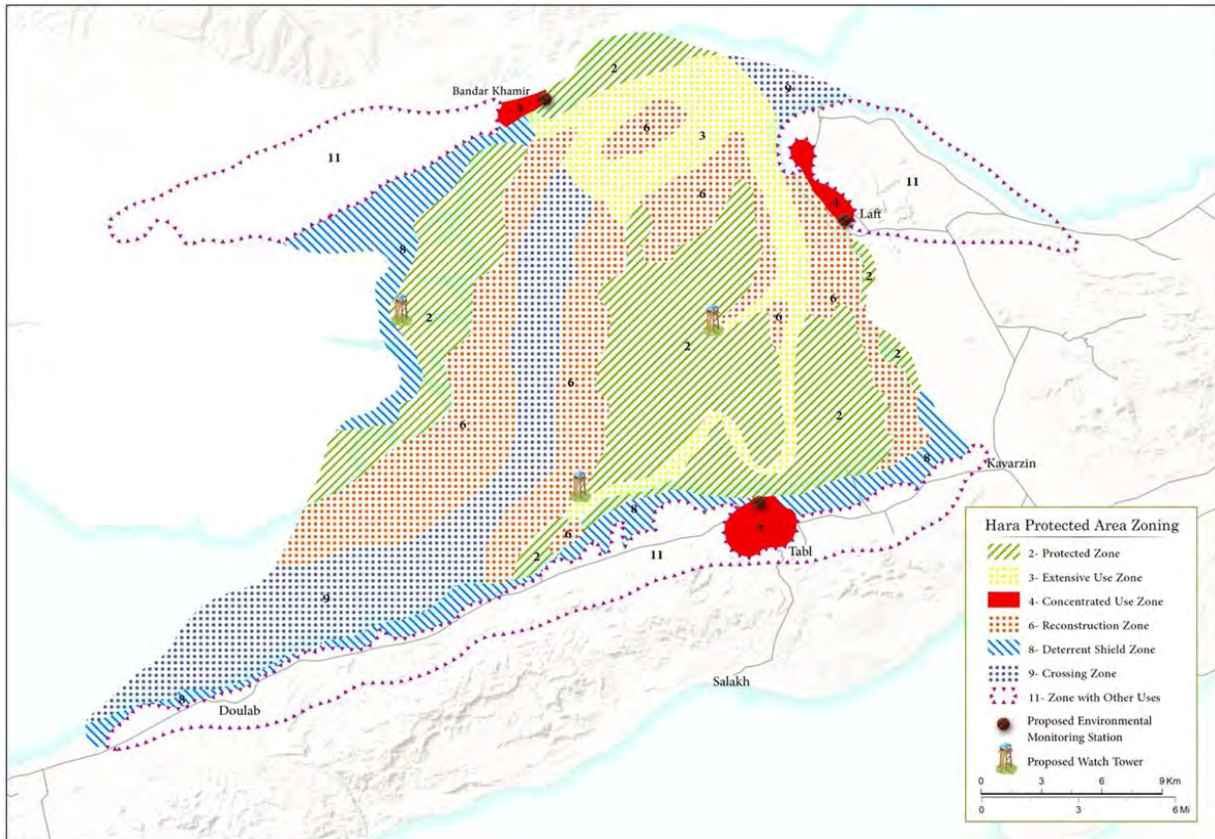 2
Bandar Khamir
4
9
6
3
11
11
6
4
Laft
8
2
6
2
6
2
2
6
2
6
2
8
Kavarzin
8
6
2
11
Tabl
9
Salakh
8
Doulab
Hara Protected Area Zoning
2- Protected Zone
3- Extensive Use Zone
4- Concentrated Use Zone
6- Reconstruction Zone
8- Deterrent Shield Zone
9- Crossing Zone
11- Zone with Other Uses
Proposed Environmental
Monitoring Station
Proposed Watch Tower
0 3 6 9 Km
0 3 6 Mi